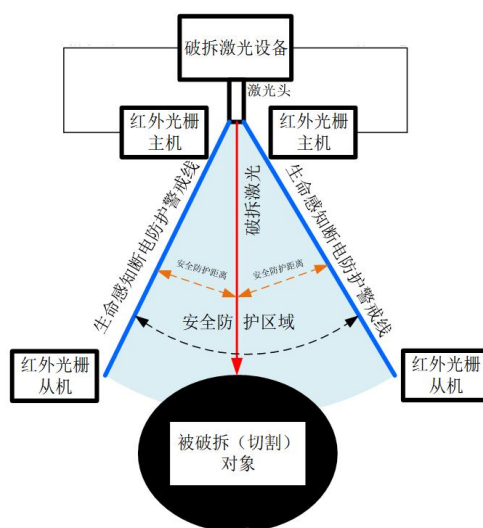 破拆激光设备
激光头
红外光栅
主机
红外光栅
主机
生命感知断电防护警戒线
破拆激光
生命感知断电防护警戒线
安全防护距离
安全防护距离
安全防护区域
红外光栅
从机
红外光栅
从机
被破拆（切割）
对象